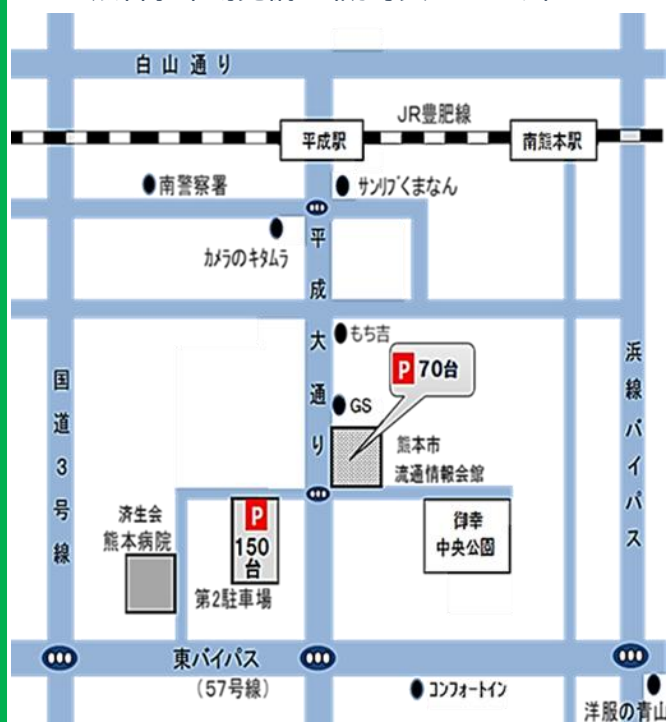 白山通り
JR豊肥線
平成駅
南熊本駅
南警察署
サンリブくまなん
カメラのキタムラ
平成大通り
もち吉
P 70台
GS
国道3号線
浜線バイパス
熊本市
流通情報会館
済生会
熊本病院
P
150
台
第2駐車場
御幸
中央公園
東バイパス
(57号線)
コンフォートイン
洋服の青山